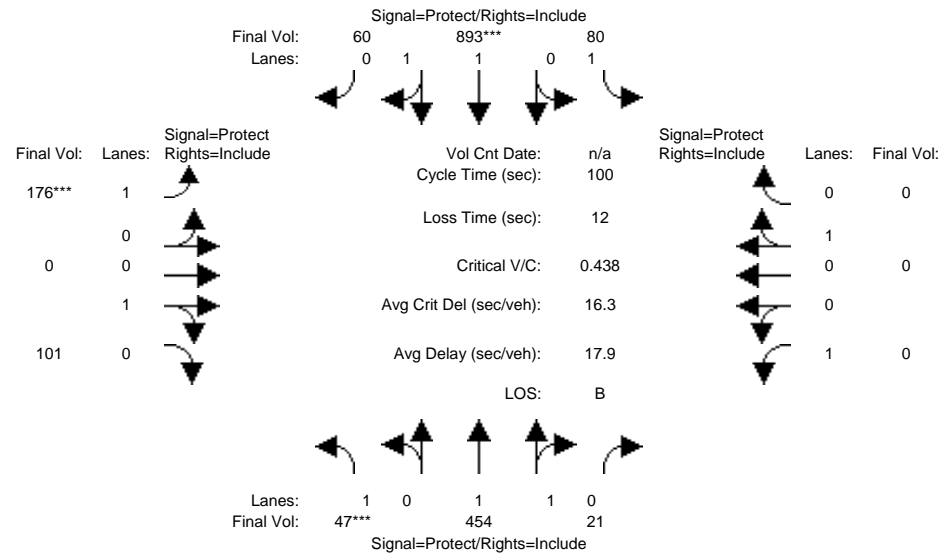 Signal=Protect/Rights=Include
Final Vol: 60 893*** 80
Lanes: 0 1 1 0 1
Signal=Protect Signal=Protect
Final Vol: Lanes: Rights=Include Vol Cnt Date: n/a Rights=Include Lanes: Final Vol:
Cycle Time (sec): 100
176*** 1 0 0
Loss Time (sec): 12
0 1
0 0 Critical V/C: 0.438 0 0
1 Avg Crit Del (sec/veh): 16.3 0
101 0 Avg Delay (sec/veh): 17.9 1 0
LOS: B
Lanes: 1 0 1 1 0
Final Vol: 47*** 454 21
Signal=Protect/Rights=Include